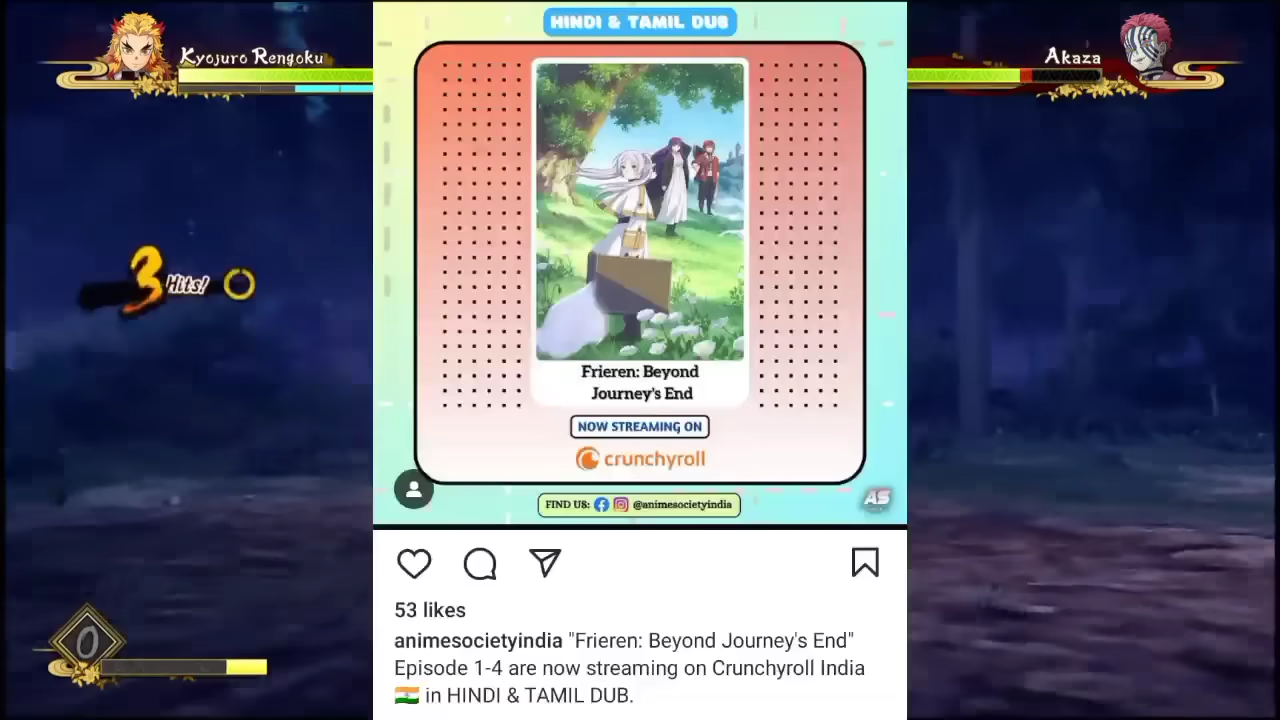 HINDI & TAMIL DUB
Kyojuro Rengoku
Akaza
3 Hits!
Frieren: Beyond
Journey's End
NOW STREAMING ON
crunchyroll
FIND US: @animesocietyindia
AS
0
53 likes
animesocietyindia "Frieren: Beyond Journey's End"
Episode 1-4 are now streaming on Crunchyroll India
🇮🇳 in HINDI & TAMIL DUB.